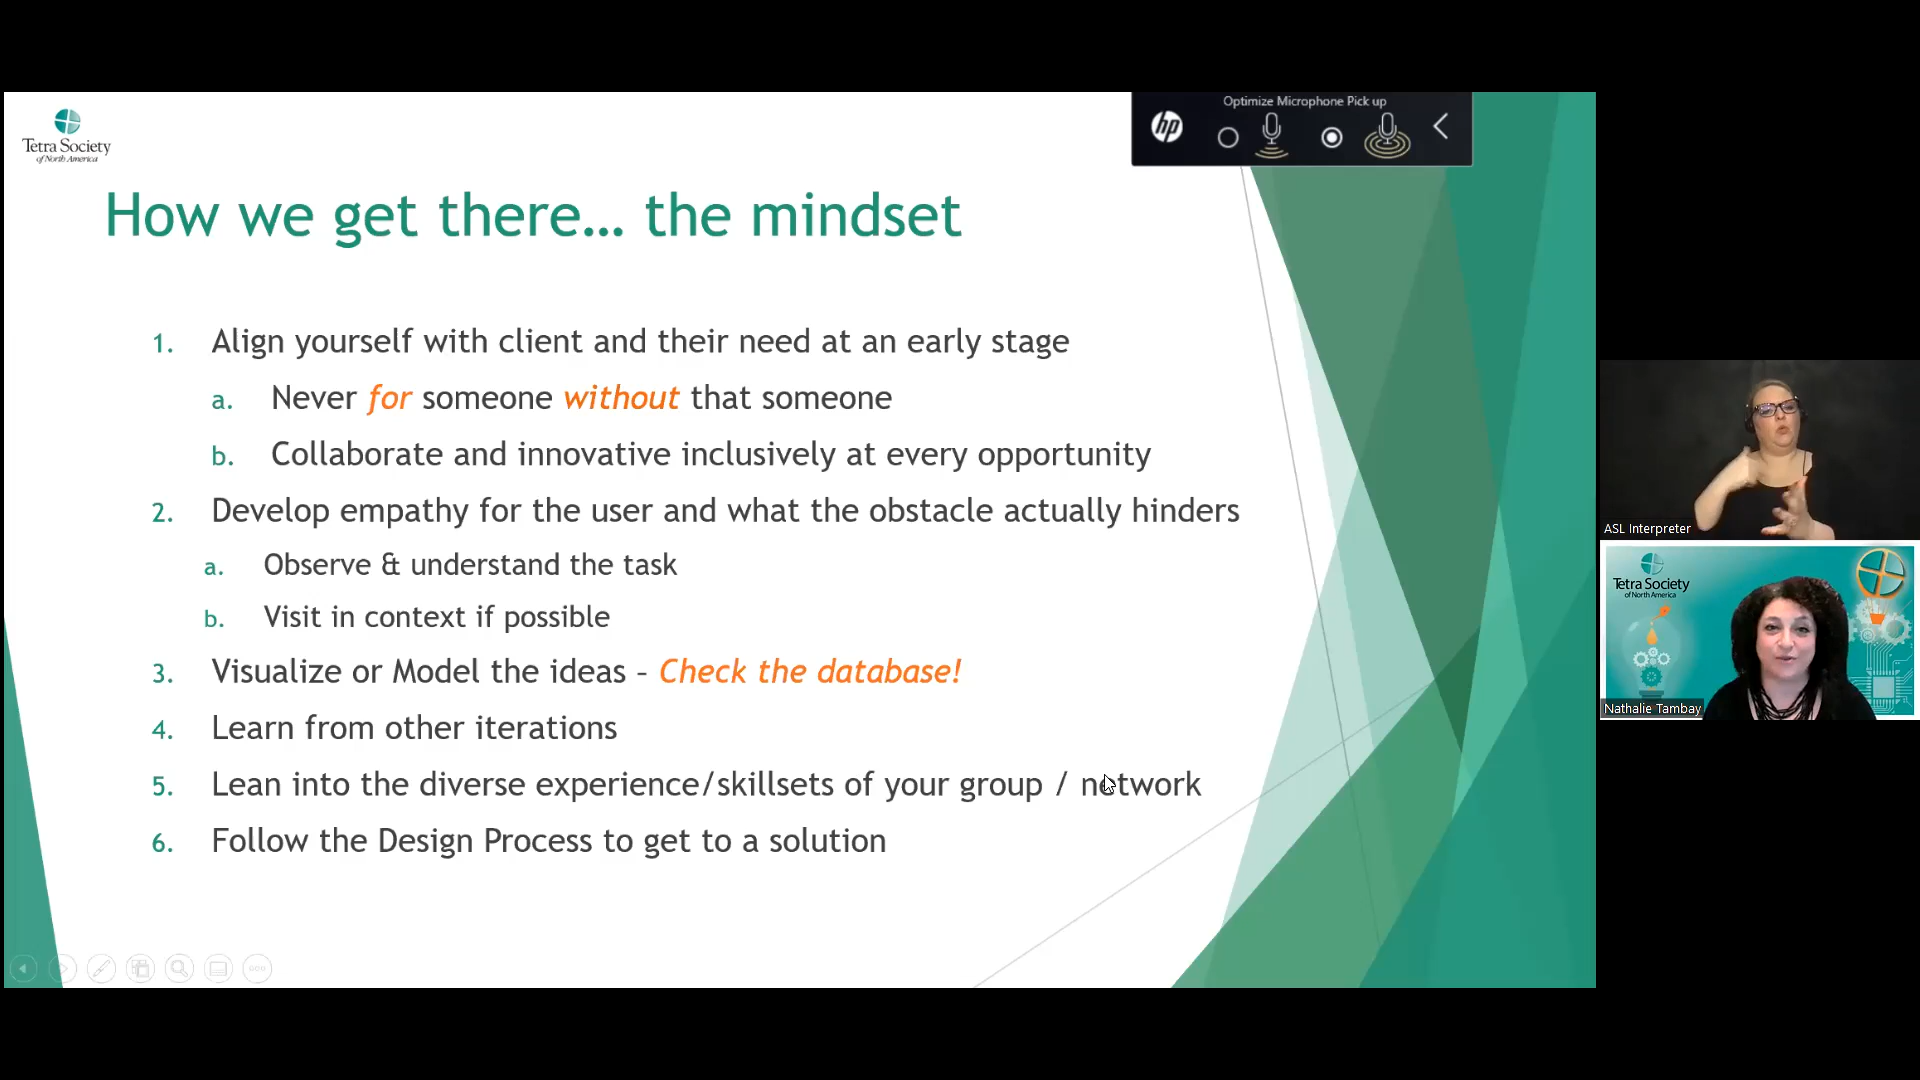 Optimize Microphone Pick up
hp
Tetra Society
of North America
How we get there… the mindset
1. Align yourself with client and their need at an early stage
a. Never for someone without that someone
b. Collaborate and innovative inclusively at every opportunity
2. Develop empathy for the user and what the obstacle actually hinders
a. Observe & understand the task
b. Visit in context if possible
3. Visualize or Model the ideas – Check the database!
4. Learn from other iterations
5. Lean into the diverse experience/skillsets of your group / network
6. Follow the Design Process to get to a solution
ASL Interpreter
Tetra Society
of North America
Nathalie Tambay